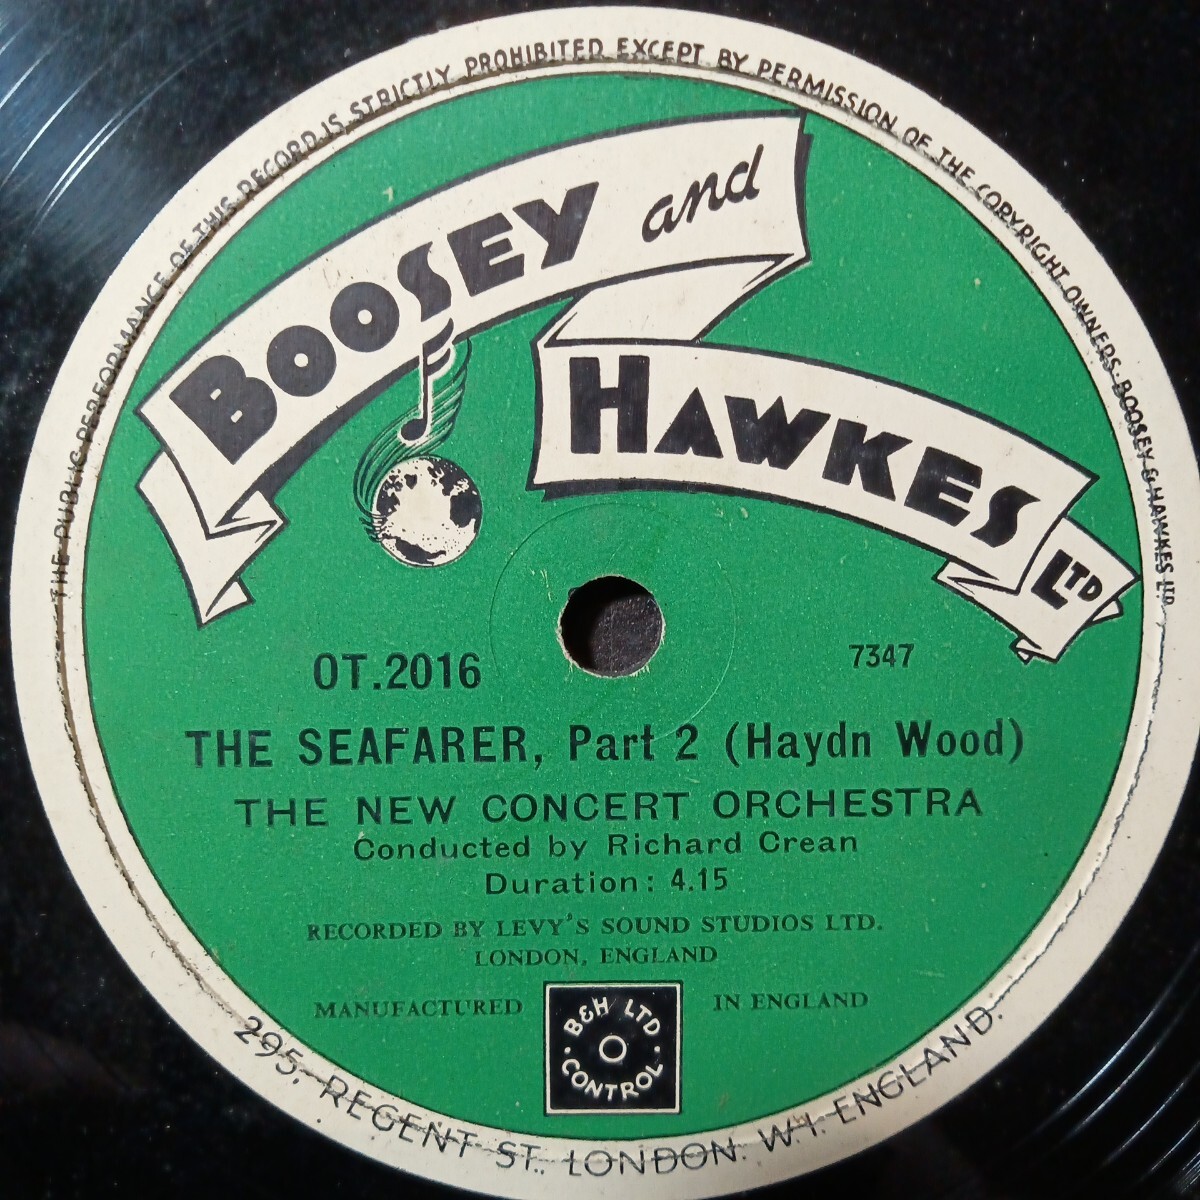 THE PUBLIC PERFORMANCE OF THIS RECORD IS STRICTLY PROHIBITED EXCEPT BY PERMISSION OF THE COPYRIGHT OWNERS: BOOSEY & HAWKES LTD.
BOOSEY and
HAWKES LTD
OT.2016
7347
THE SEAFARER, Part 2 (Haydn Wood)
THE NEW CONCERT ORCHESTRA
Conducted by Richard Crean
Duration: 4.15
RECORDED BY LEVY'S SOUND STUDIOS LTD.
LONDON, ENGLAND
MANUFACTURED IN ENGLAND
B&H LTD
· CONTROL ·
295, REGENT ST., LONDON. W.1. ENGLAND.